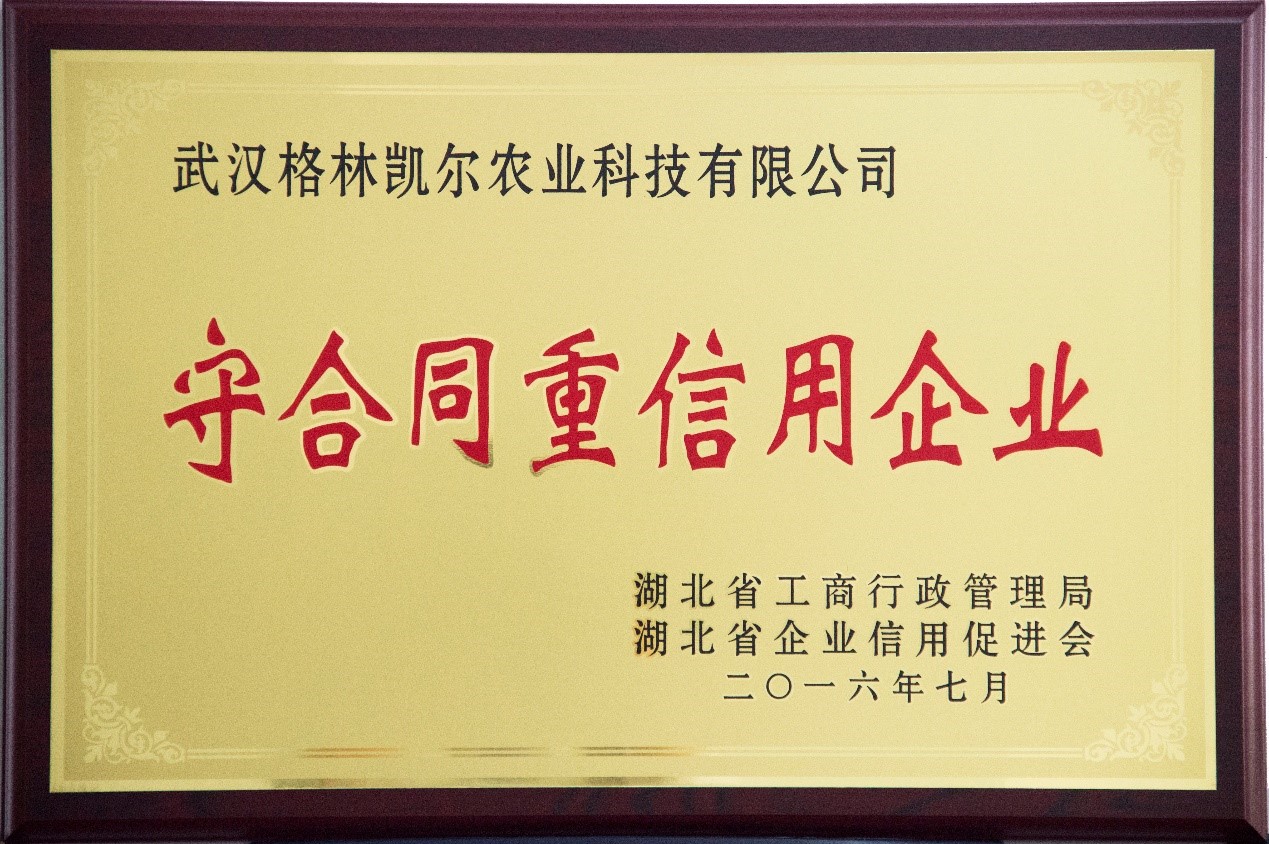 武汉格林凯尔农业科技有限公司
守合同重信用企业
湖北省工商行政管理局
湖北省企业信用促进会
二〇一六年七月